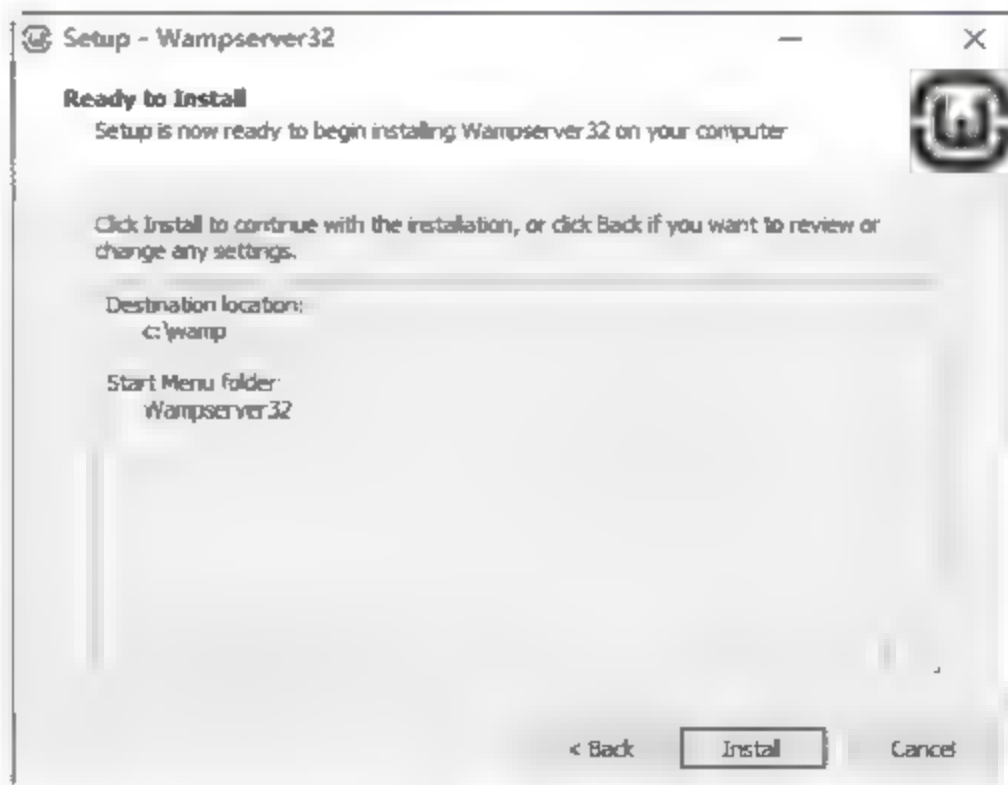 Setup - Wampserver32
Ready to Install
Setup is now ready to begin installing Wampserver32 on your computer
Click Install to continue with the installation, or click Back if you want to review or
change any settings.
Destination location:
c:\wamp
Start Menu folder:
Wampserver32
< Back Install Cancel